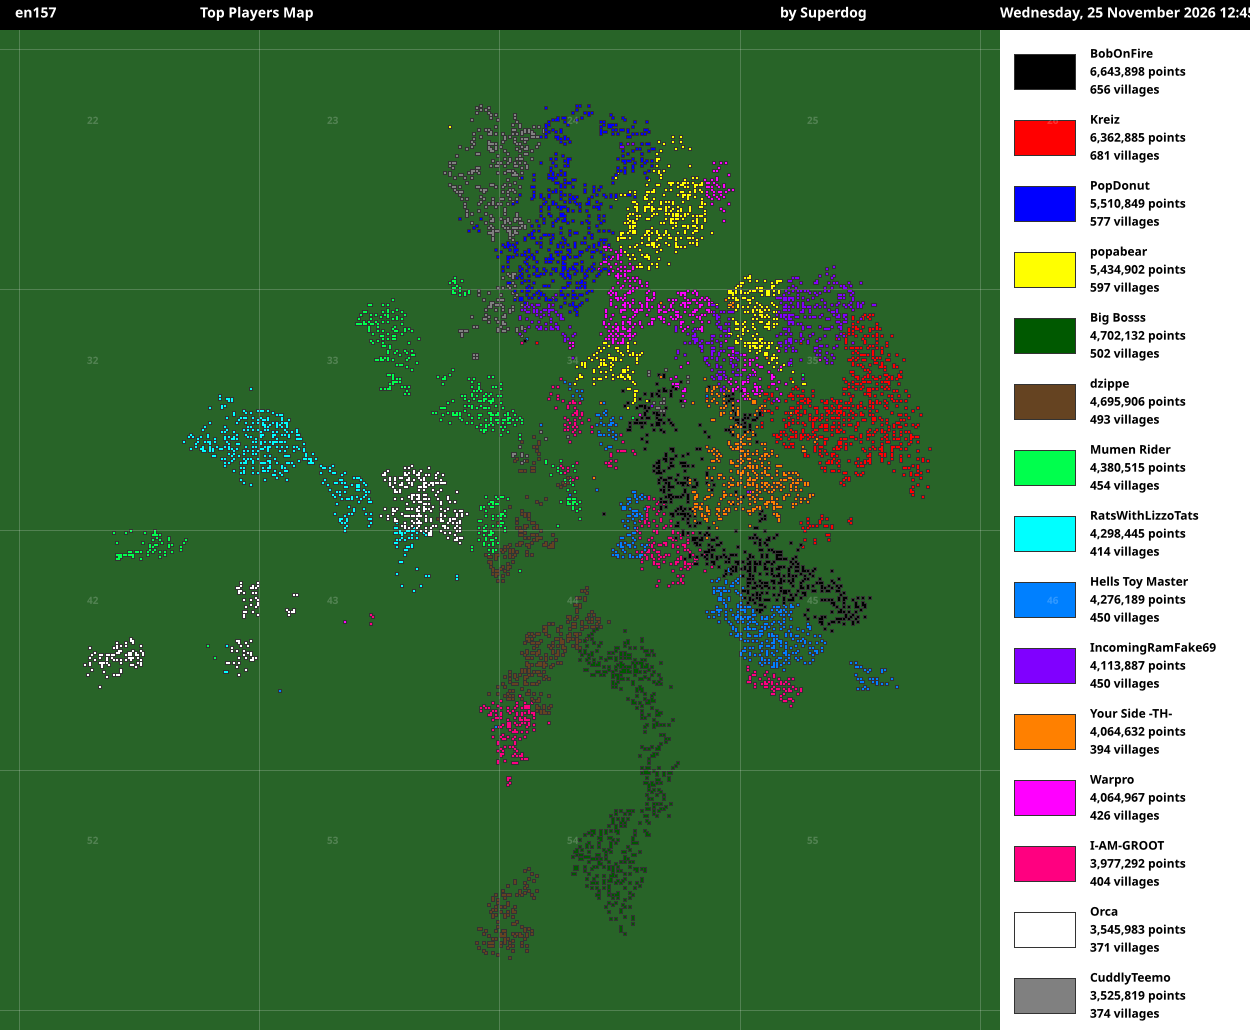 en157 Top Players Map by Superdog Wednesday, 25 November 2026 12:45
BobOnFire
6,643,898 points
656 villages
Kreiz
6,362,885 points
681 villages
PopDonut
5,510,849 points
577 villages
popabear
5,434,902 points
597 villages
Big Bosss
4,702,132 points
502 villages
dzippe
4,695,906 points
493 villages
Mumen Rider
4,380,515 points
454 villages
RatsWithLizzoTats
4,298,445 points
414 villages
Hells Toy Master
4,276,189 points
450 villages
IncomingRamFake69
4,113,887 points
450 villages
Your Side -TH-
4,064,632 points
394 villages
Warpro
4,064,967 points
426 villages
I-AM-GROOT
3,977,292 points
404 villages
Orca
3,545,983 points
371 villages
CuddlyTeemo
3,525,819 points
374 villages
22 23 25
32 33 34 35
42 43 44 45 46
52 53 54 55